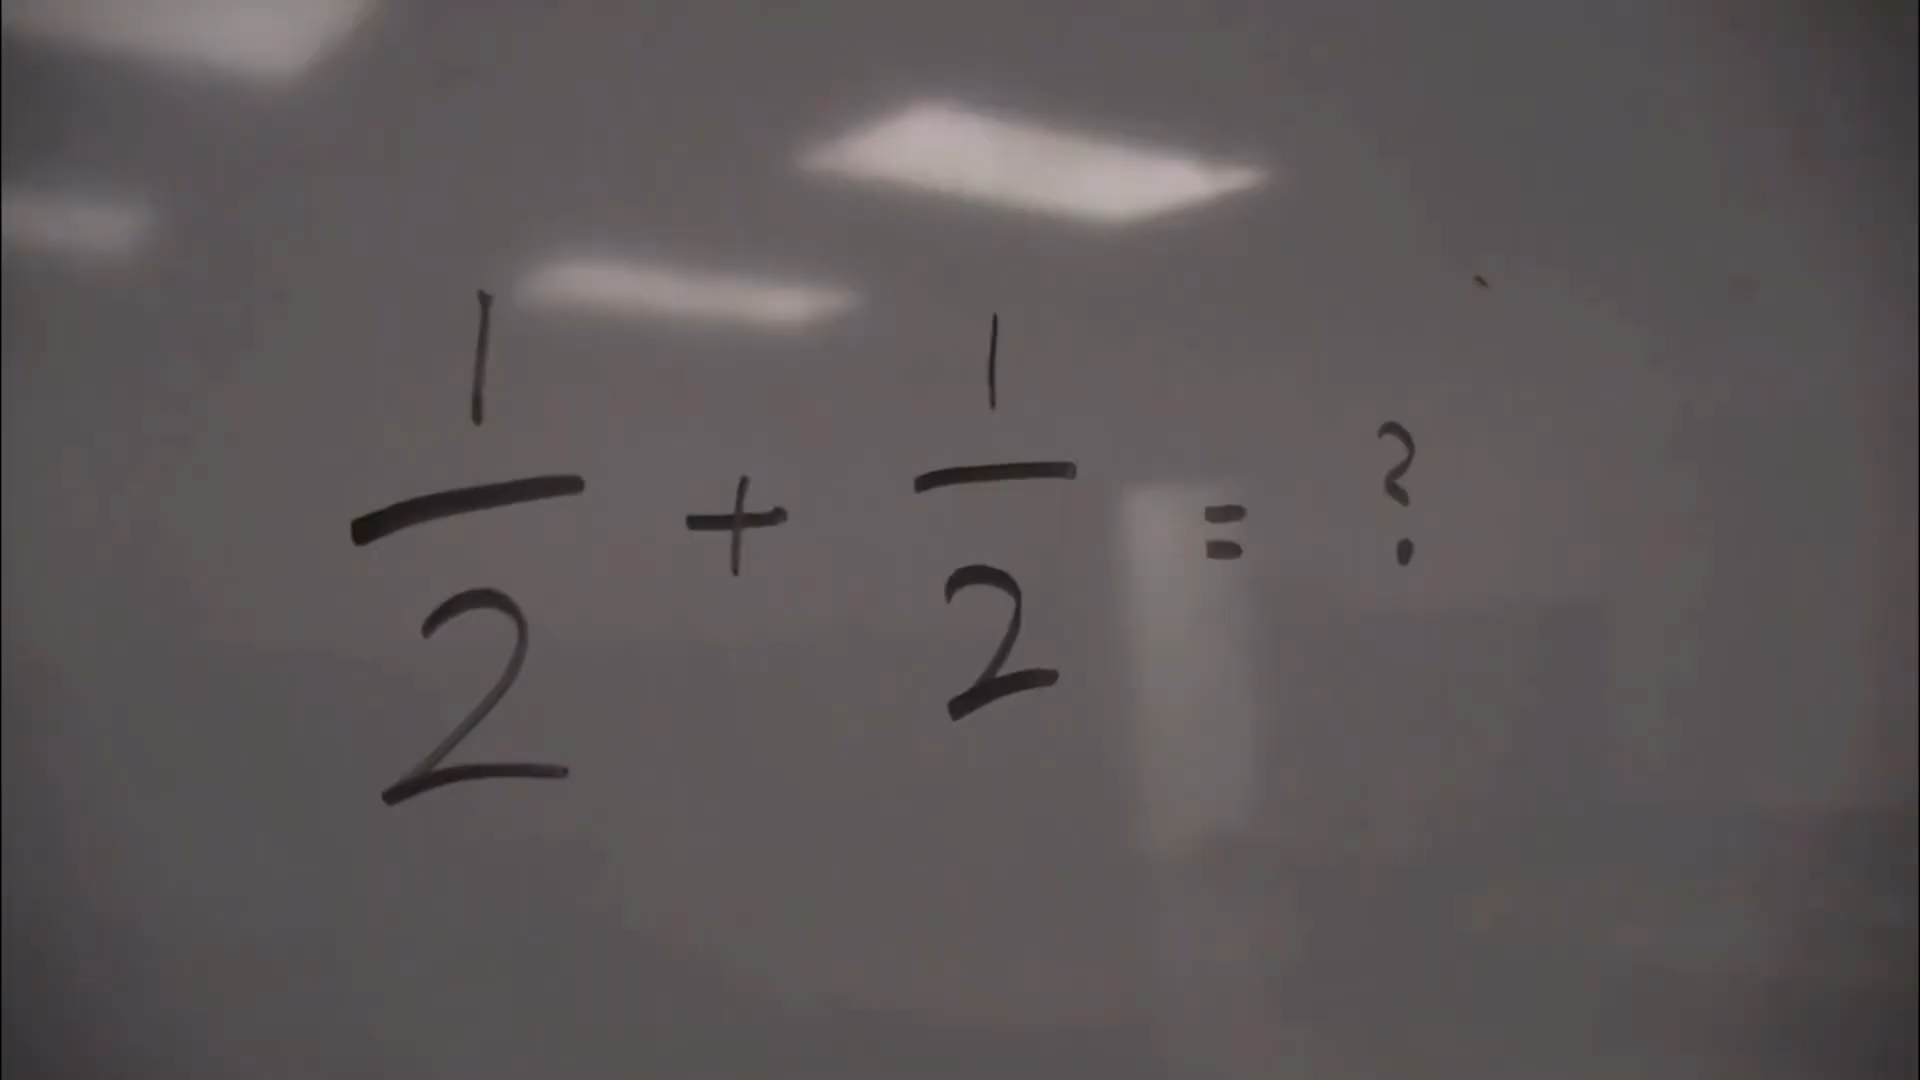 1/2 + 1/2 = ?